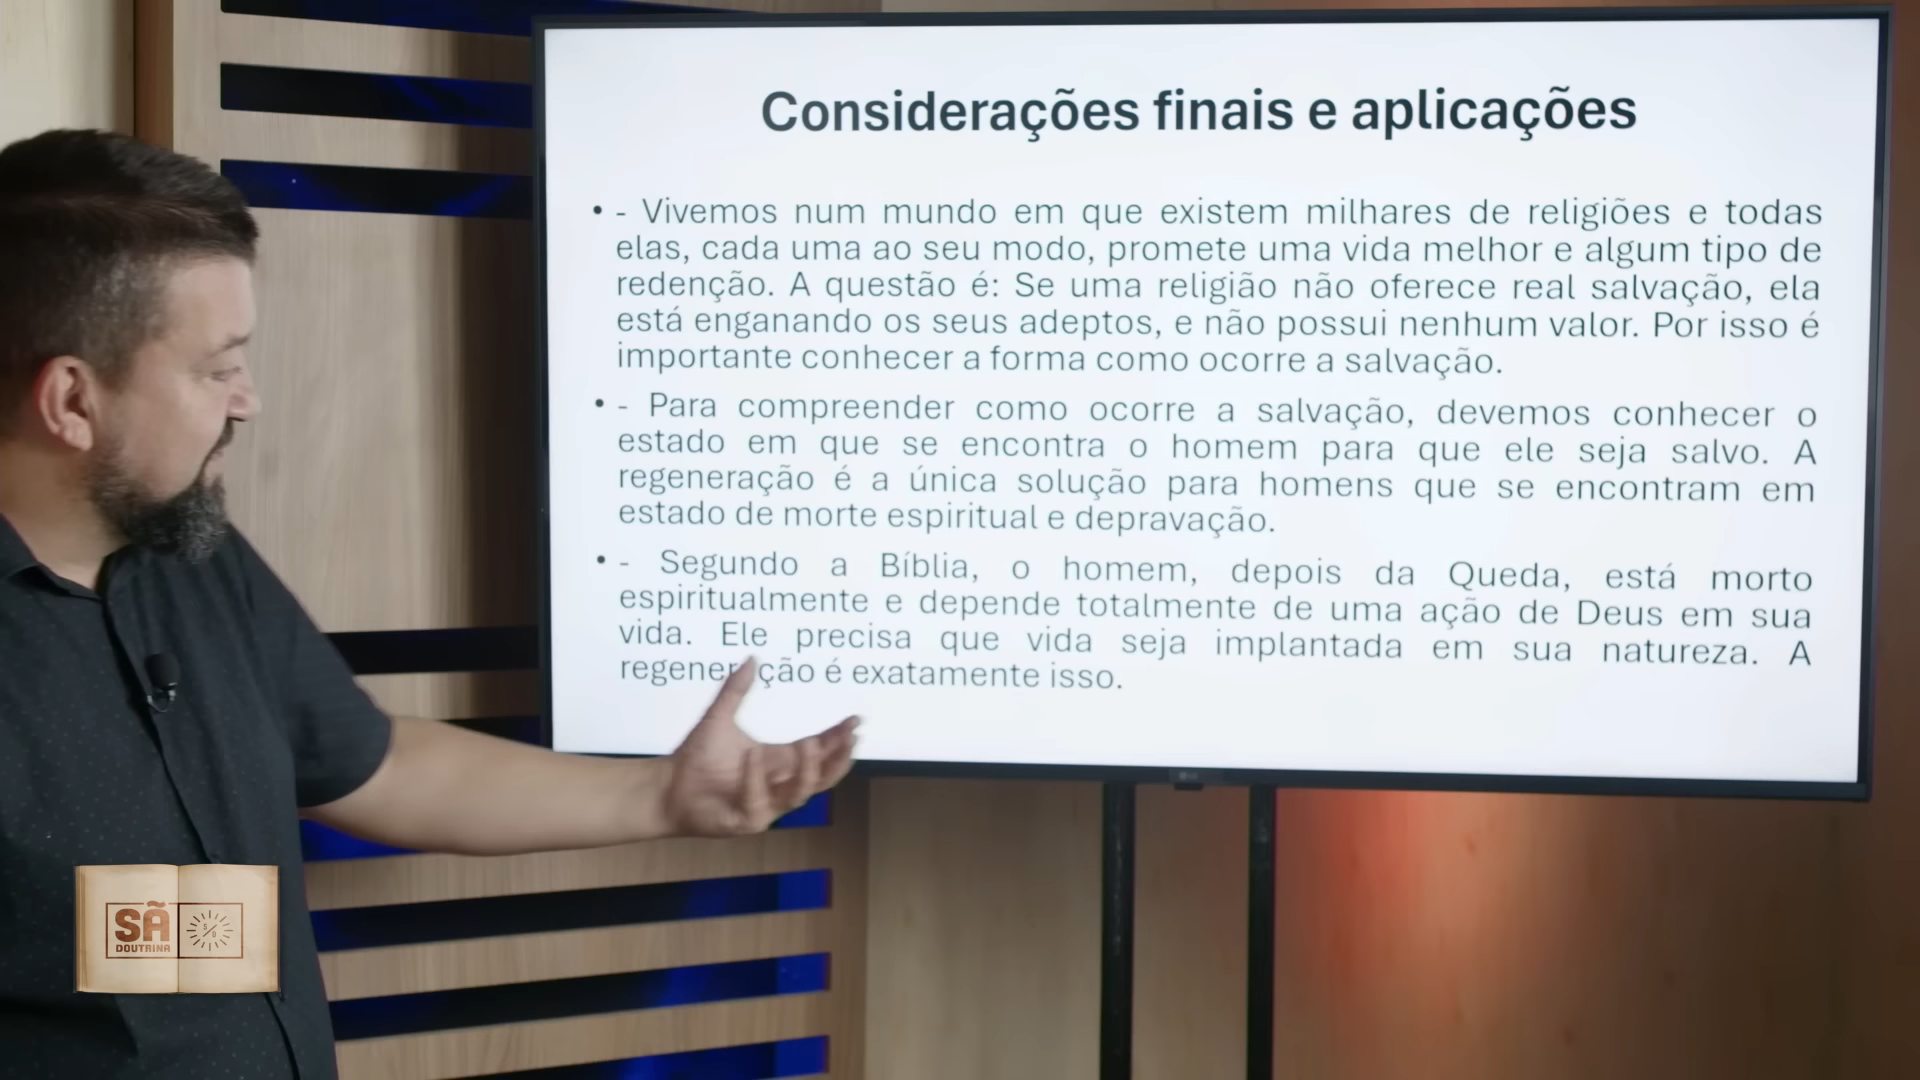 Considerações finais e aplicações
• - Vivemos num mundo em que existem milhares de religiões e todas
elas, cada uma ao seu modo, promete uma vida melhor e algum tipo de
redenção. A questão é: Se uma religião não oferece real salvação, ela
está enganando os seus adeptos, e não possui nenhum valor. Por isso é
importante conhecer a forma como ocorre a salvação.
• - Para compreender como ocorre a salvação, devemos conhecer o
estado em que se encontra o homem para que ele seja salvo. A
regeneração é a única solução para homens que se encontram em
estado de morte espiritual e depravação.
• - Segundo a Bíblia, o homem, depois da Queda, está morto
espiritualmente e depende totalmente de uma ação de Deus em sua
vida. Ele precisa que vida seja implantada em sua natureza. A
regeneração é exatamente isso.
SÃ
DOUTRINA
S/D